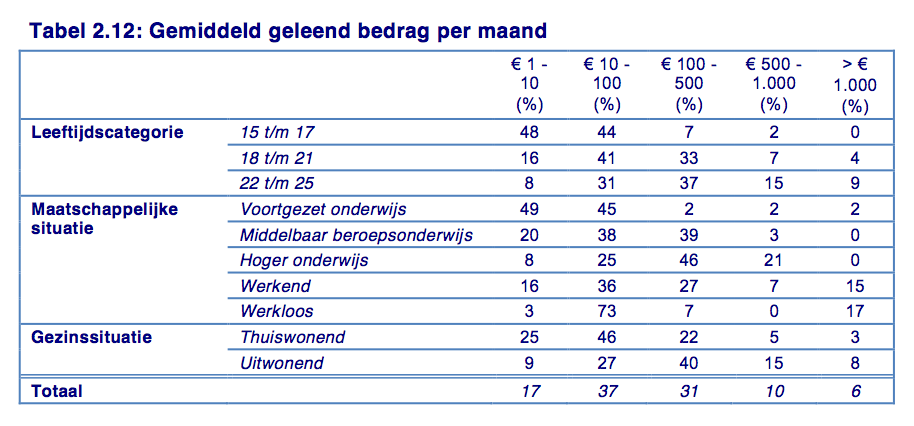 Tabel 2.12: Gemiddeld geleend bedrag per maand
€ 1 - 10 (%) € 10 - 100 (%) € 100 - 500 (%) € 500 - 1.000 (%) > € 1.000 (%)
Leeftijdscategorie 15 t/m 17 48 44 7 2 0
18 t/m 21 16 41 33 7 4
22 t/m 25 8 31 37 15 9
Maatschappelijke situatie Voortgezet onderwijs 49 45 2 2 2
Middelbaar beroepsonderwijs 20 38 39 3 0
Hoger onderwijs 8 25 46 21 0
Werkend 16 36 27 7 15
Werkloos 3 73 7 0 17
Gezinssituatie Thuiswonend 25 46 22 5 3
Uitwonend 9 27 40 15 8
Totaal 17 37 31 10 6